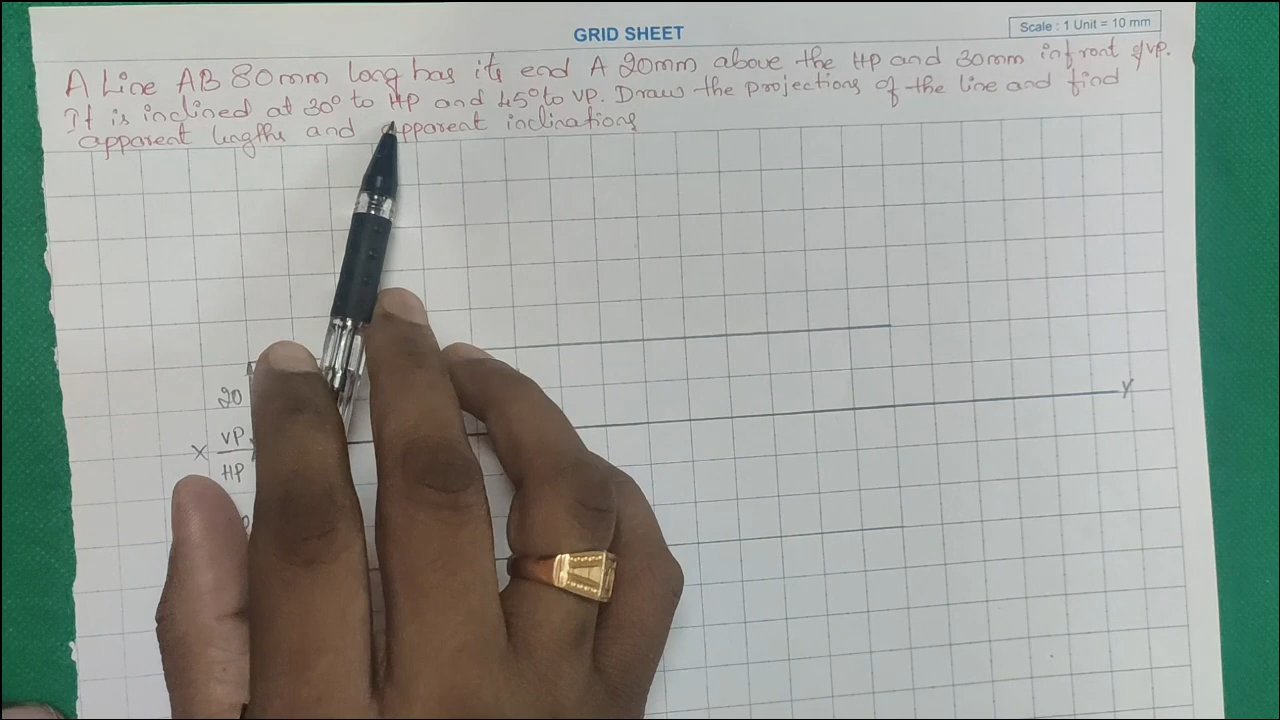 GRID SHEET
Scale : 1 Unit = 10 mm
A Line AB 80mm long has its end A 20mm above the HP and 30mm infront of VP.
It is inclined at 30° to HP and 45° to VP. Draw the projections of the line and find
apparent lengths and apparent inclinations
20
X VP
HP
Y